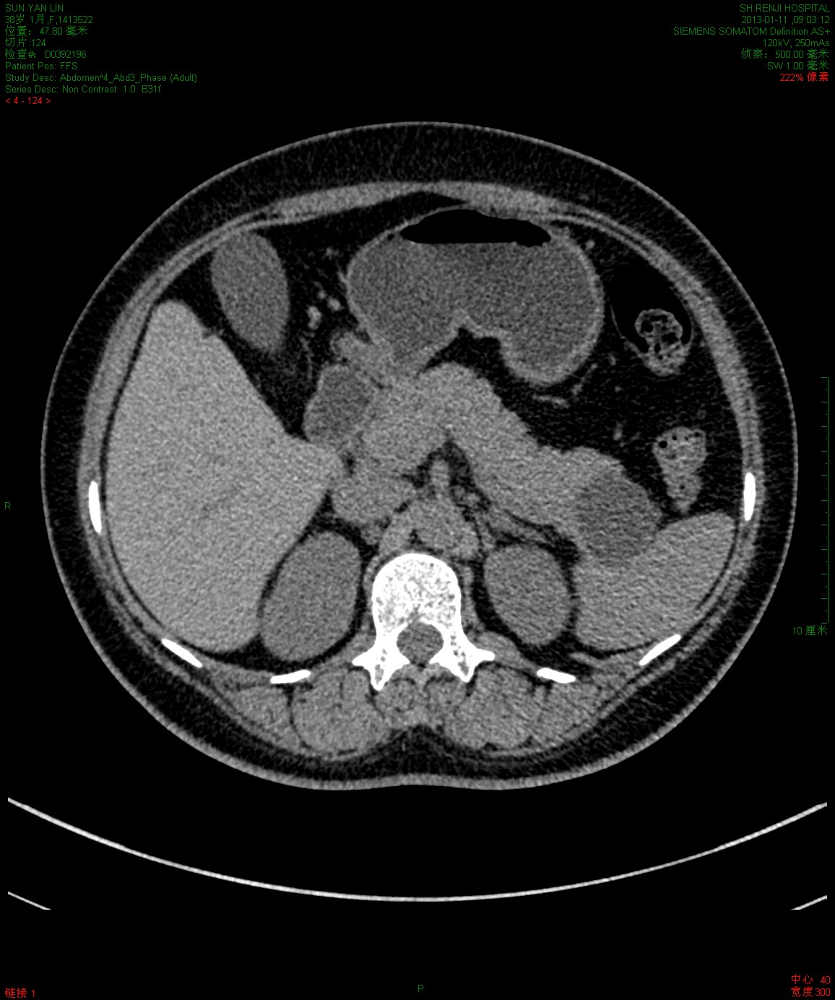 SUN YAN LIN
38岁 1月,F,1413522
位置: 47.80 毫米
切片:124
检查#: D0392196
Patient Pos: FFS
Study Desc: Abdomen^4_Abd3_Phase (Adult)
Series Desc: Non Contrast 1.0 B31f
< 4 - 124 >
SH RENJI HOSPITAL
2013-01-11 ,09:03:12
SIEMENS SOMATOM Definition AS+
120kV, 250mAs
侦察: 500.00 毫米
SW 1.00 毫米
222% 像素
R
10 厘米
P
链接 1
中心 40
宽度 300